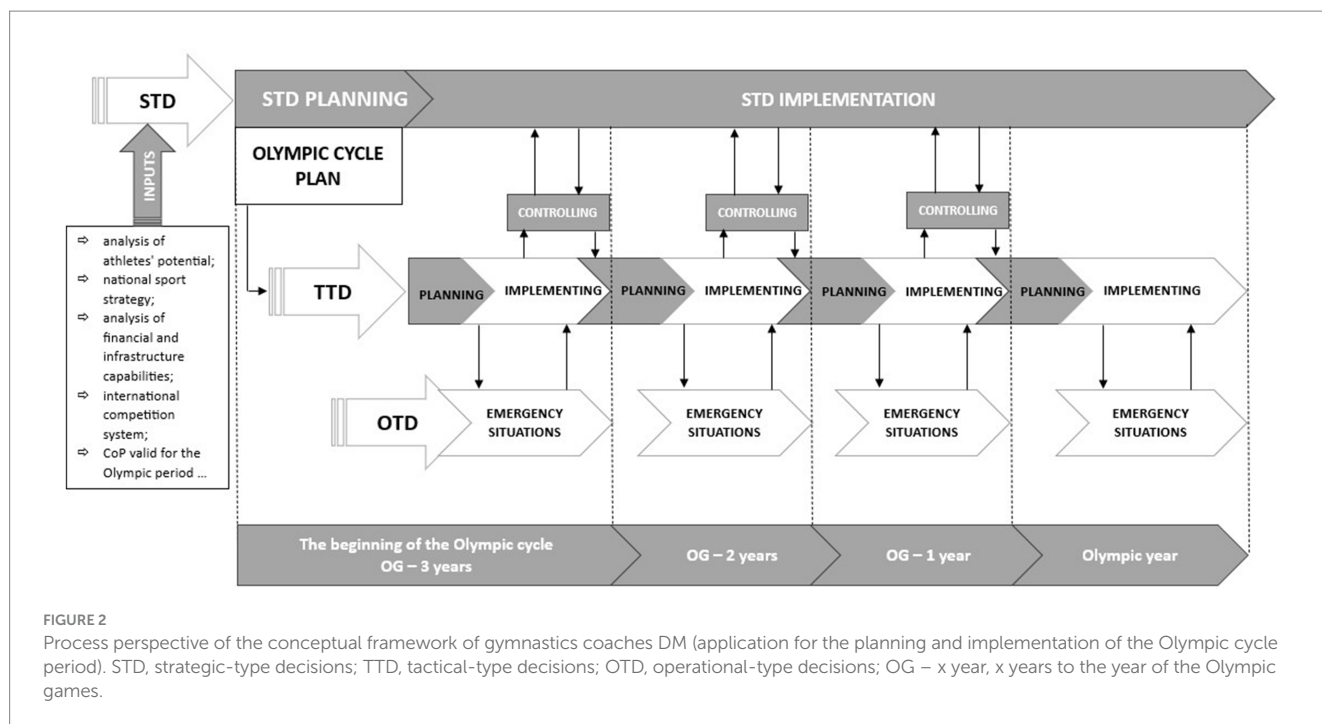 STD
STD PLANNING
STD IMPLEMENTATION
INPUTS
OLYMPIC CYCLE
PLAN
⇨ analysis of
athletes' potential;
⇨ national sport
strategy;
⇨ analysis of
financial and
infrastructure
capabilities;
⇨ international
competition
system;
⇨ CoP valid for the
Olympic period ...
CONTROLLING
CONTROLLING
CONTROLLING
TTD
PLANNING
IMPLEMENTING
PLANNING
IMPLEMENTING
PLANNING
IMPLEMENTING
PLANNING
IMPLEMENTING
OTD
EMERGENCY
SITUATIONS
EMERGENCY
SITUATIONS
EMERGENCY
SITUATIONS
EMERGENCY
SITUATIONS
The beginning of the Olympic cycle
OG – 3 years
OG – 2 years
OG – 1 year
Olympic year
FIGURE 2
Process perspective of the conceptual framework of gymnastics coaches DM (application for the planning and implementation of the Olympic cycle
period). STD, strategic-type decisions; TTD, tactical-type decisions; OTD, operational-type decisions; OG – x year, x years to the year of the Olympic
games.